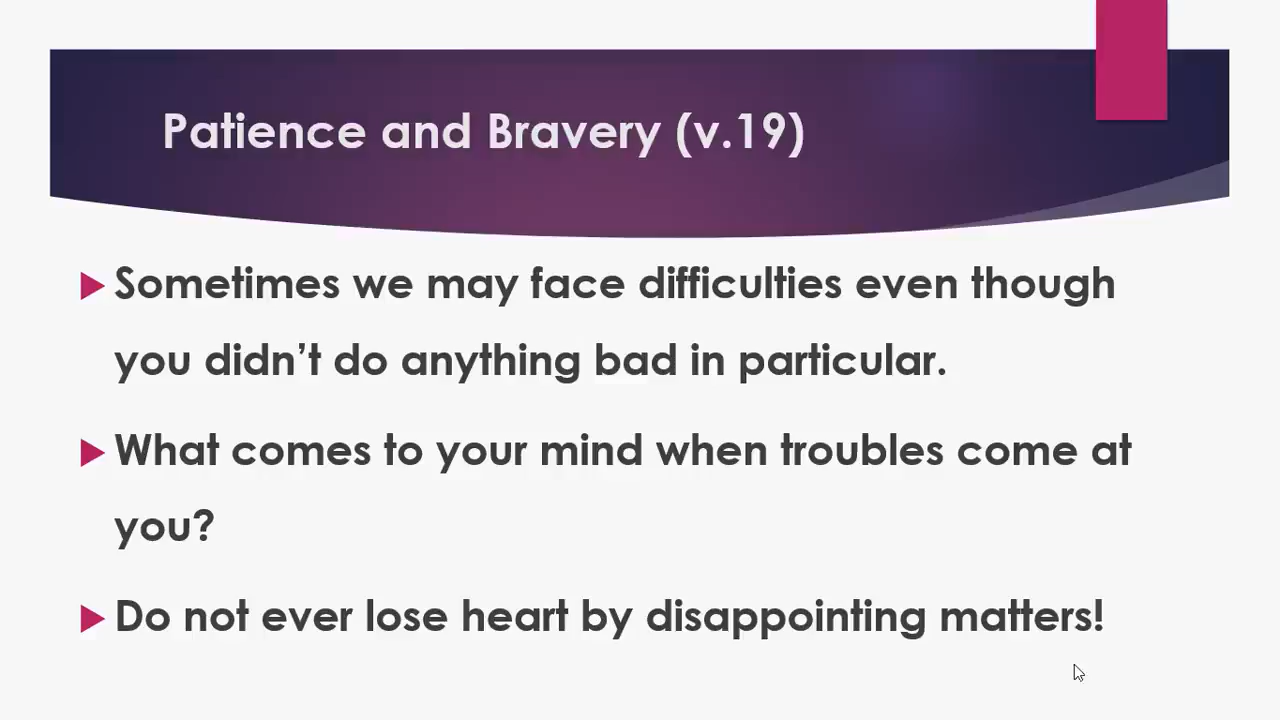 Patience and Bravery (v.19)
Sometimes we may face difficulties even though
you didn’t do anything bad in particular.
What comes to your mind when troubles come at
you?
Do not ever lose heart by disappointing matters!